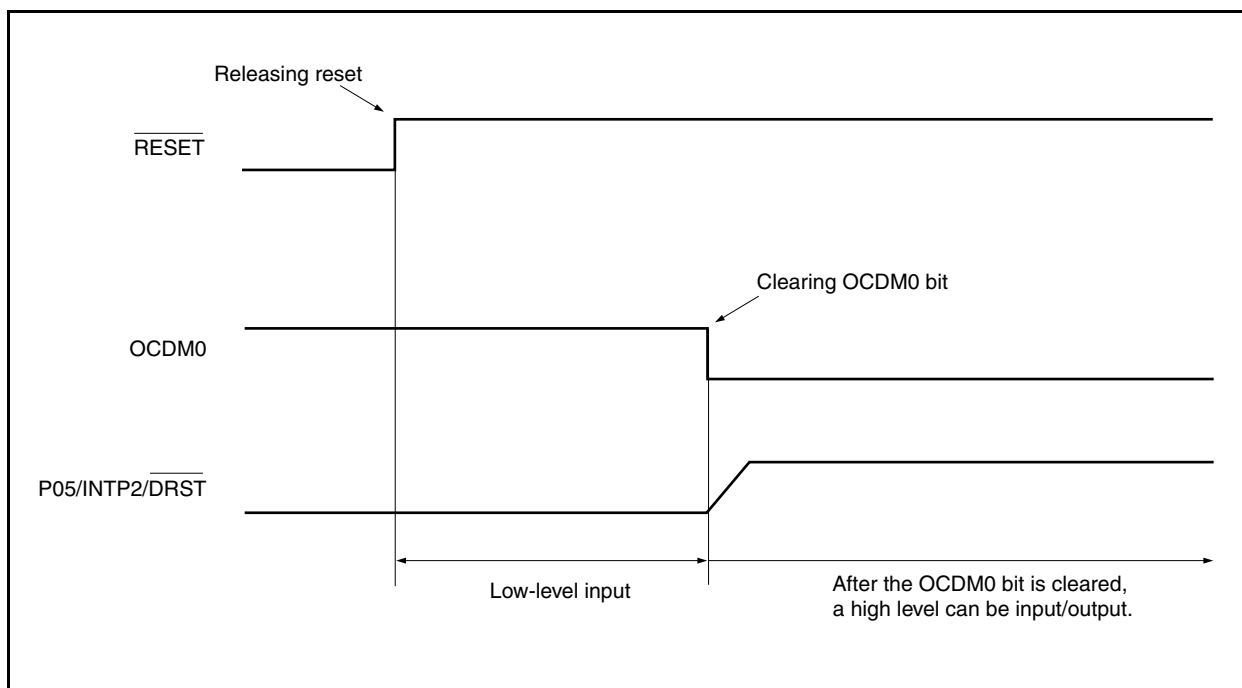 Releasing reset
RESET
Clearing OCDM0 bit
OCDM0
P05/INTP2/DRST
Low-level input
After the OCDM0 bit is cleared,
a high level can be input/output.